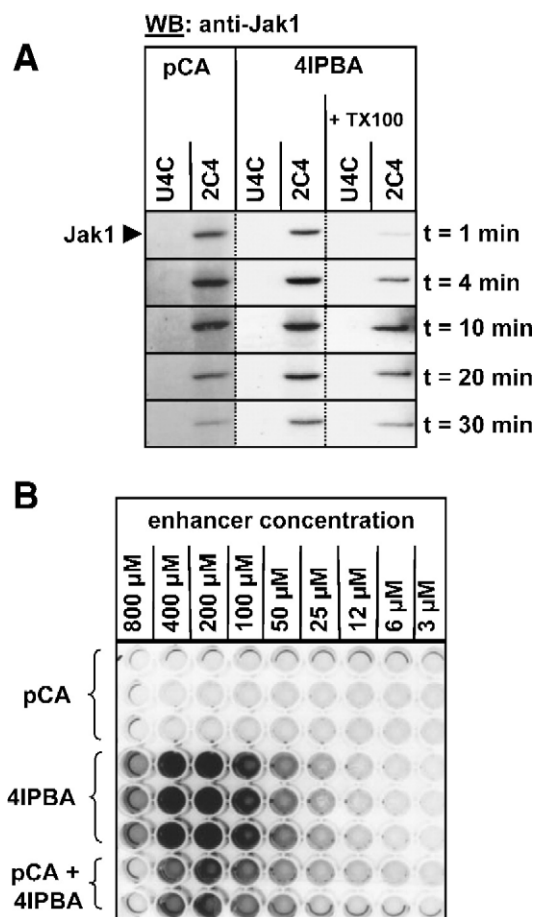 WB: anti-Jak1
A
pCA 4IPBA
+ TX100
U4C 2C4 U4C 2C4 U4C 2C4
Jak1
t = 1 min
t = 4 min
t = 10 min
t = 20 min
t = 30 min
B
enhancer concentration
800 µM 400 µM 200 µM 100 µM 50 µM 25 µM 12 µM 6 µM 3 µM
pCA
4IPBA
pCA +
4IPBA